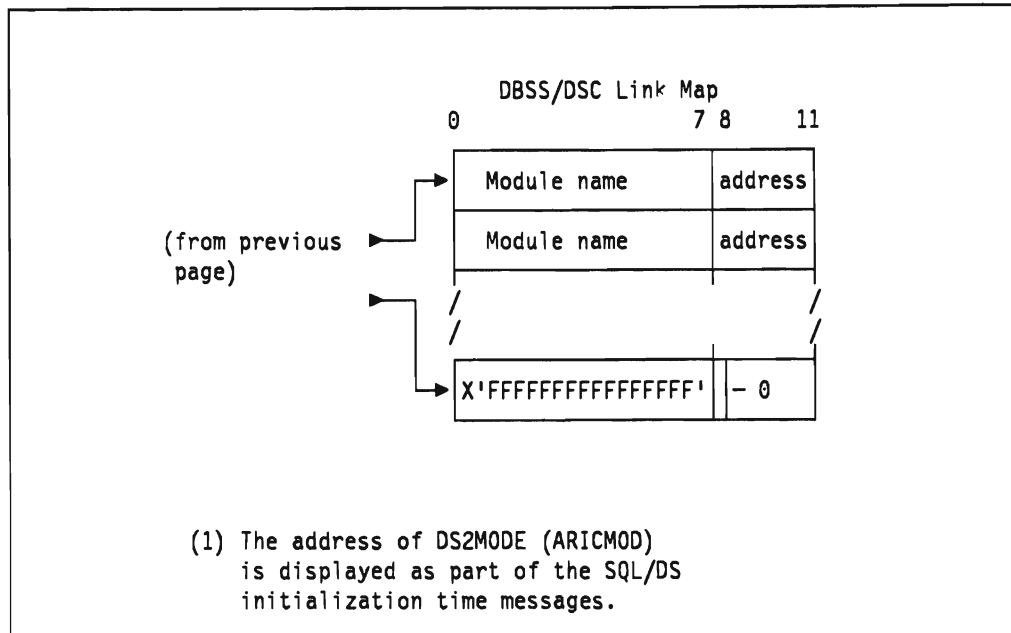 DBSS/DSC Link Map
0 7 8 11
Module name address
(from previous
page)
Module name address
/ /
/ /
X'FFFFFFFFFFFFFFFF' – 0
(1) The address of DS2MODE (ARICMOD)
is displayed as part of the SQL/DS
initialization time messages.